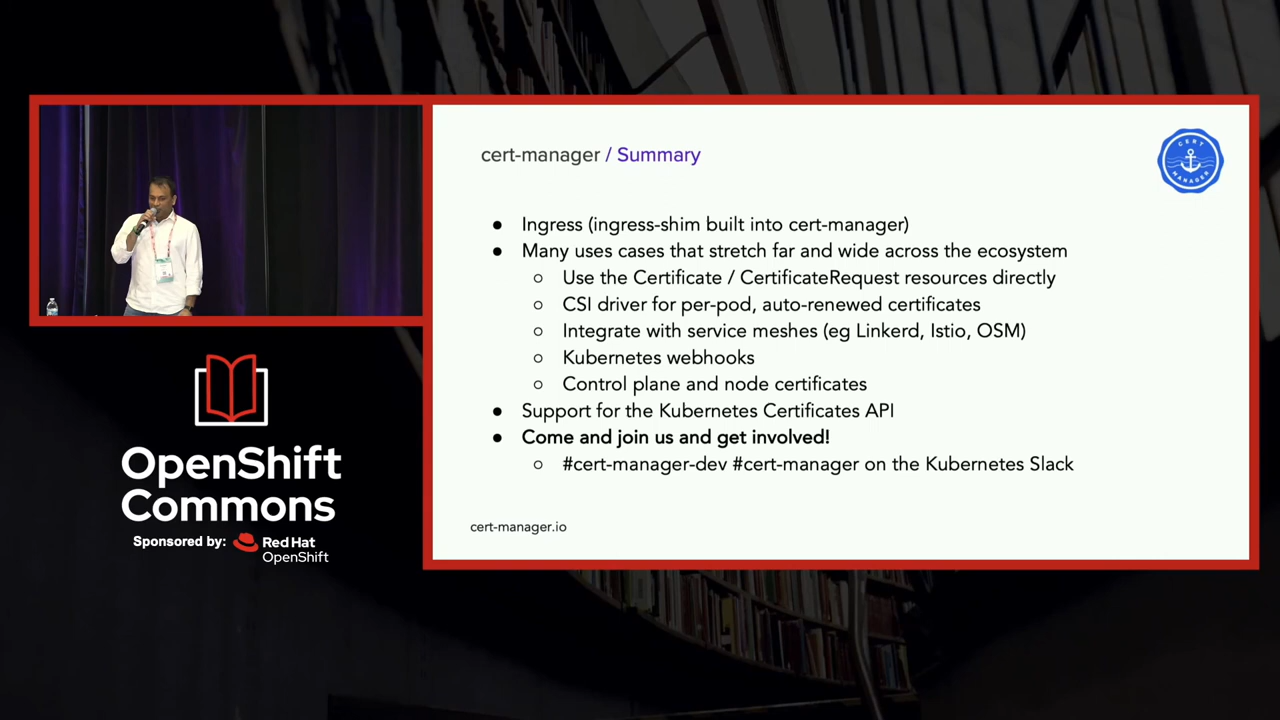 cert-manager / Summary
CERT
MANAGER
● Ingress (ingress-shim built into cert-manager)
● Many uses cases that stretch far and wide across the ecosystem
○ Use the Certificate / CertificateRequest resources directly
○ CSI driver for per-pod, auto-renewed certificates
○ Integrate with service meshes (eg Linkerd, Istio, OSM)
○ Kubernetes webhooks
○ Control plane and node certificates
● Support for the Kubernetes Certificates API
● Come and join us and get involved!
○ #cert-manager-dev #cert-manager on the Kubernetes Slack
cert-manager.io
OpenShift
Commons
Sponsored by: Red Hat
OpenShift